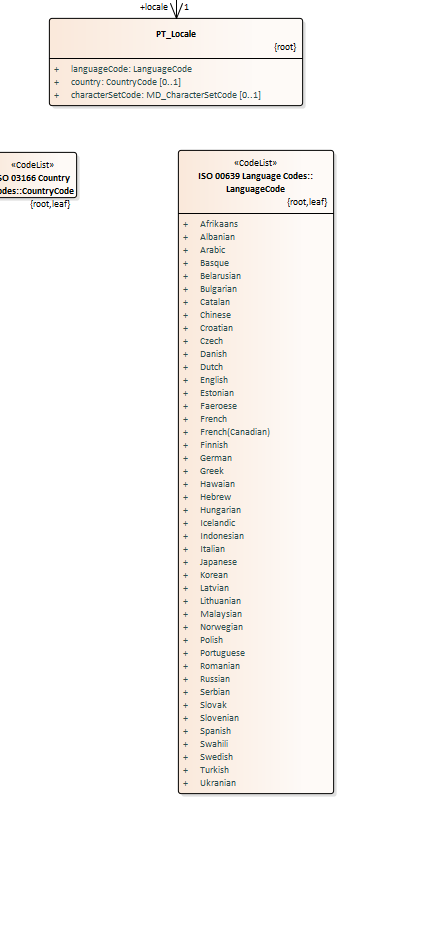 +locale
1
PT_Locale
{root}
+ languageCode: LanguageCode
+ country: CountryCode [0..1]
+ characterSetCode: MD_CharacterSetCode [0..1]
«CodeList»
SO 03166 Country
odes::CountryCode
{root,leaf}
«CodeList»
ISO 00639 Language Codes::
LanguageCode
{root,leaf}
+ Afrikaans
+ Albanian
+ Arabic
+ Basque
+ Belarusian
+ Bulgarian
+ Catalan
+ Chinese
+ Croatian
+ Czech
+ Danish
+ Dutch
+ English
+ Estonian
+ Faeroese
+ French
+ French(Canadian)
+ Finnish
+ German
+ Greek
+ Hawaian
+ Hebrew
+ Hungarian
+ Icelandic
+ Indonesian
+ Italian
+ Japanese
+ Korean
+ Latvian
+ Lithuanian
+ Malaysian
+ Norwegian
+ Polish
+ Portuguese
+ Romanian
+ Russian
+ Serbian
+ Slovak
+ Slovenian
+ Spanish
+ Swahili
+ Swedish
+ Turkish
+ Ukranian